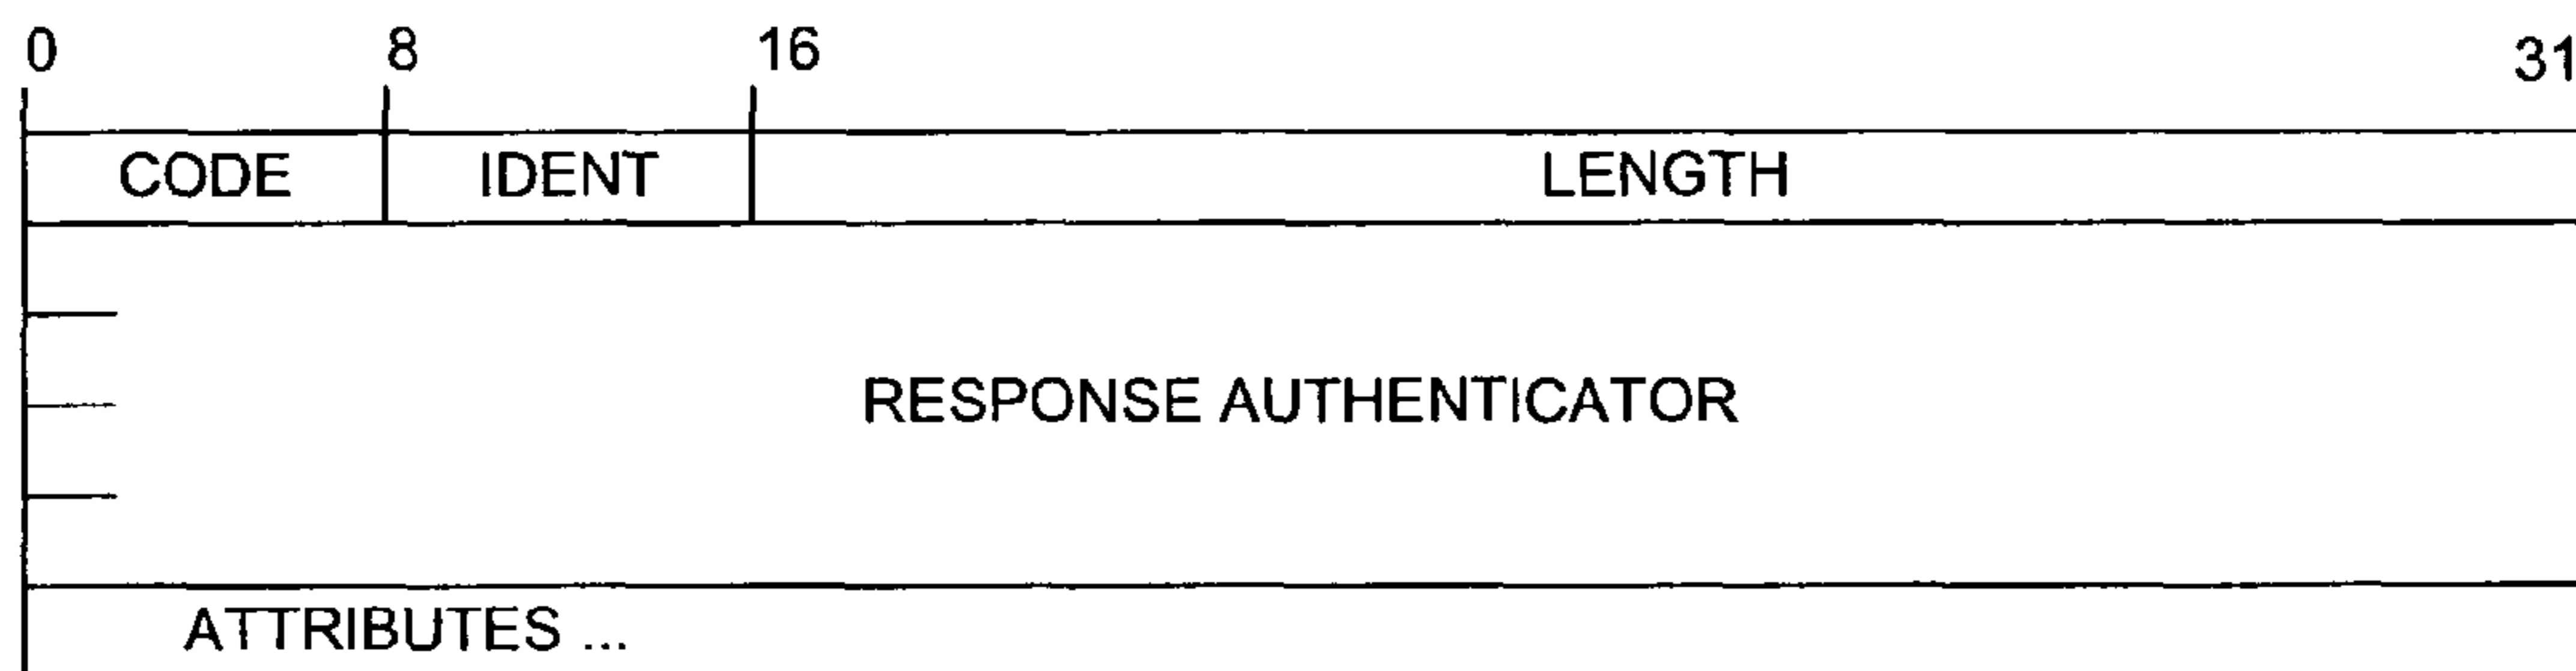 0 8 16 31
CODE IDENT LENGTH
RESPONSE AUTHENTICATOR
ATTRIBUTES ...